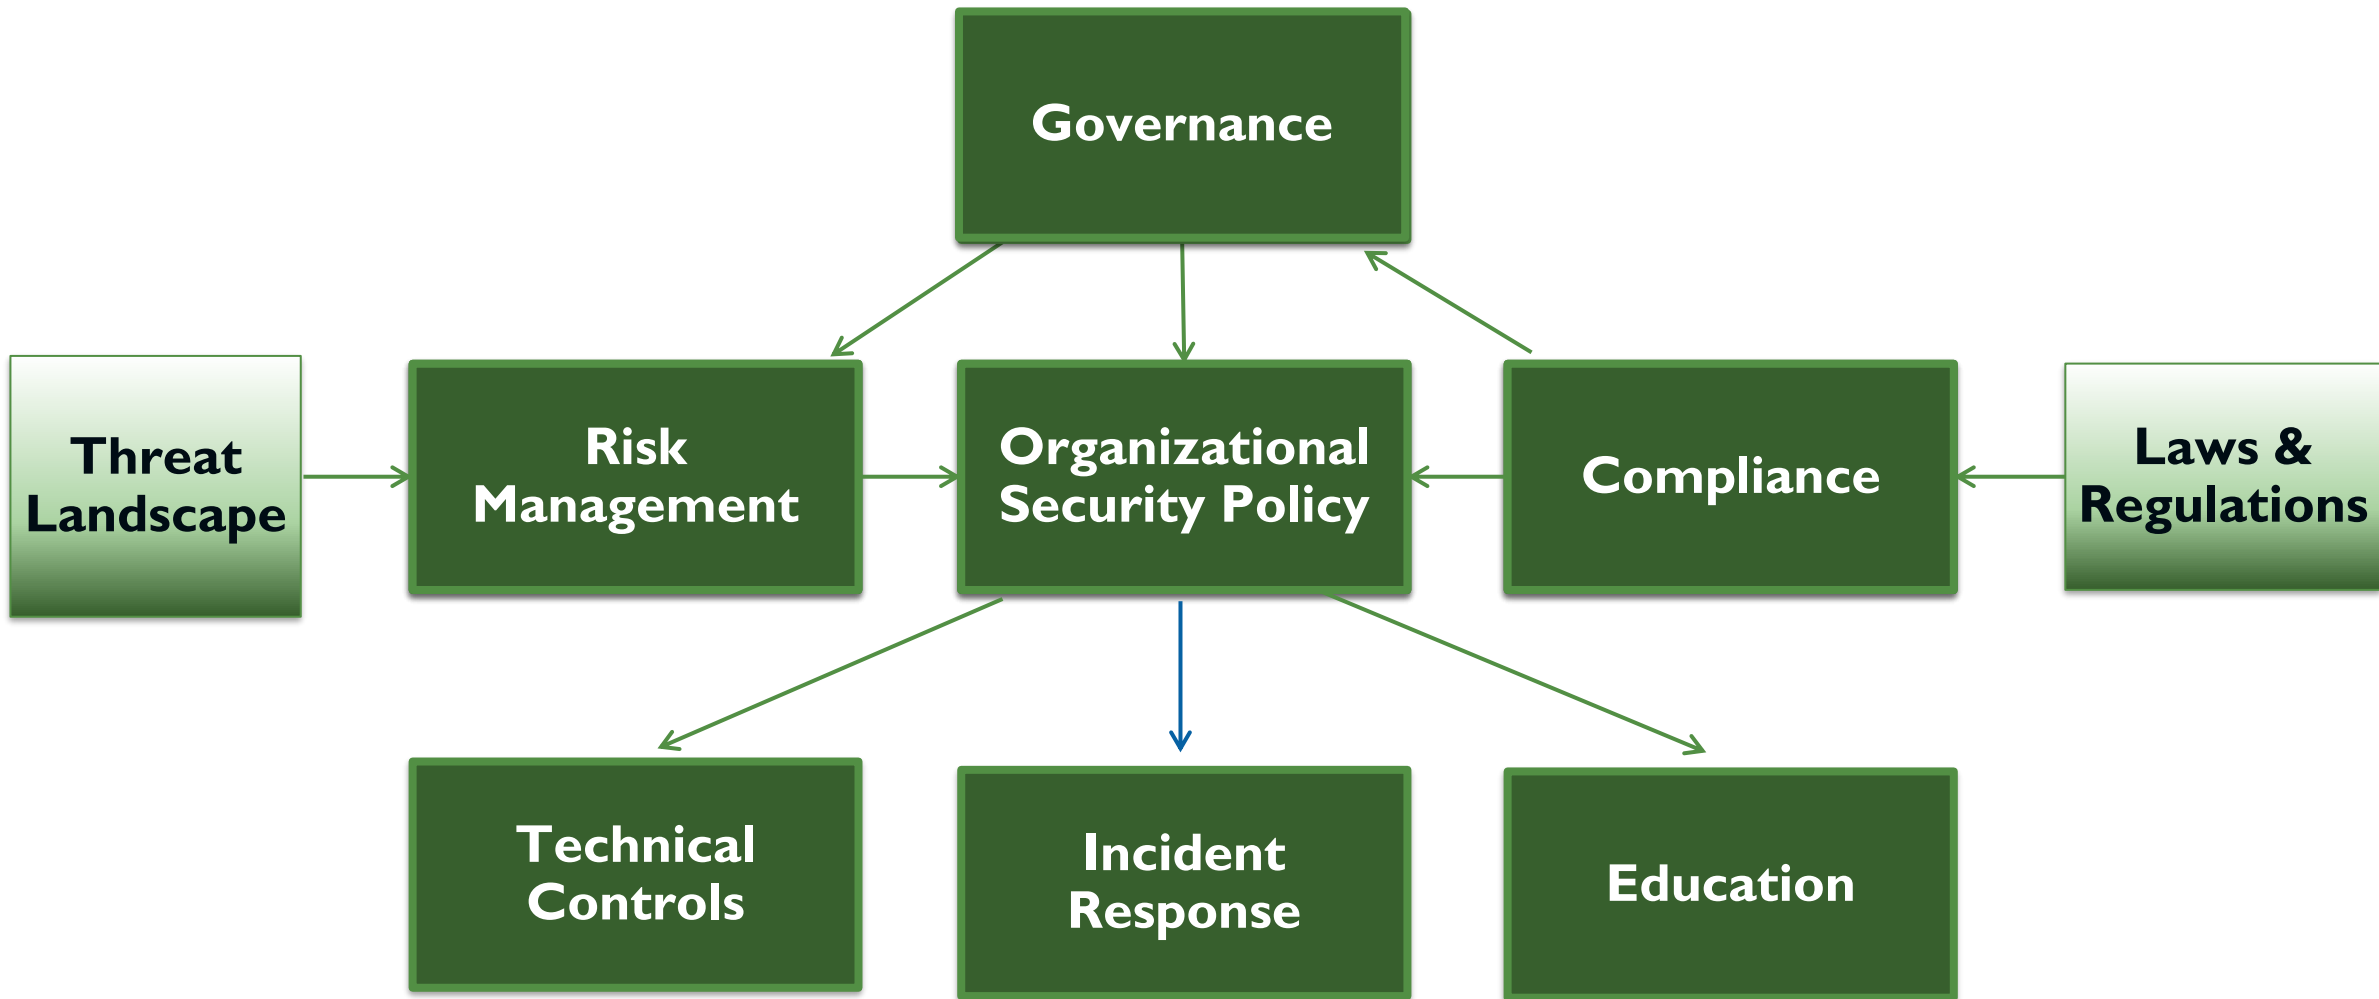 Governance
Threat
Landscape
Risk
Management
Organizational
Security Policy
Compliance
Laws &
Regulations
Technical
Controls
Incident
Response
Education